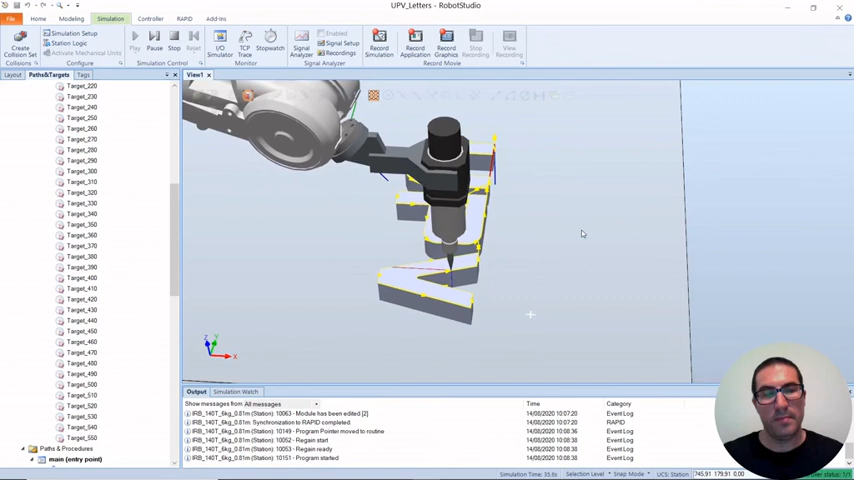 UPV_Letters - RobotStudio
File Home Modeling Simulation Controller RAPID Add-Ins
Create Collision Set
Simulation Setup
Station Logic
Activate Mechanical Units
Play Pause Stop Reset
I/O Simulator TCP Trace Stopwatch
Signal Analyzer
Enabled
Signal Setup
Recordings
Record Simulation Record Application Record Graphics Stop Recording View Recording
Collisions Configure Simulation Control Monitor Signal Analyzer Record Movie
Layout Paths&Targets Tags
View1
Target_220
Target_230
Target_240
Target_250
Target_260
Target_270
Target_280
Target_290
Target_300
Target_310
Target_320
Target_330
Target_340
Target_350
Target_360
Target_370
Target_380
Target_390
Target_400
Target_410
Target_420
Target_430
Target_440
Target_450
Target_460
Target_470
Target_480
Target_490
Target_500
Target_510
Target_520
Target_530
Target_540
Target_550
Paths & Procedures
main (entry point)
Z Y X
Output Simulation Watch
Show messages from: All messages Time Category
IRB_140T_6kg_0.81m (Station): 10063 - Module has been edited [2] 14/08/2020 10:07:20 Event Log
IRB_140T_6kg_0.81m (Station): Synchronization to RAPID completed. 14/08/2020 10:07:20 RAPID
IRB_140T_6kg_0.81m (Station): 10149 - Program Pointer moved to routine 14/08/2020 10:08:36 Event Log
IRB_140T_6kg_0.81m (Station): 10052 - Regain start 14/08/2020 10:08:38 Event Log
IRB_140T_6kg_0.81m (Station): 10053 - Regain ready 14/08/2020 10:08:38 Event Log
IRB_140T_6kg_0.81m (Station): 10151 - Program started 14/08/2020 10:08:38 Event Log
Selection Level Snap Mode UCS: Station 745.91 179.91 0.00